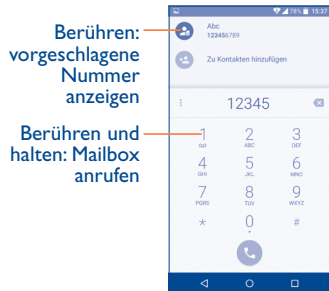 Berühren:
vorgeschlagene
Nummer
anzeigen
Berühren und
halten: Mailbox
anrufen
78% 15:37
Abc
123456789
Zu Kontakten hinzufügen
12345
1 2 3
ABC DEF
4 5 6
GHI JKL MNO
7 8 9
PQRS TUV WXYZ
* 0 #
+